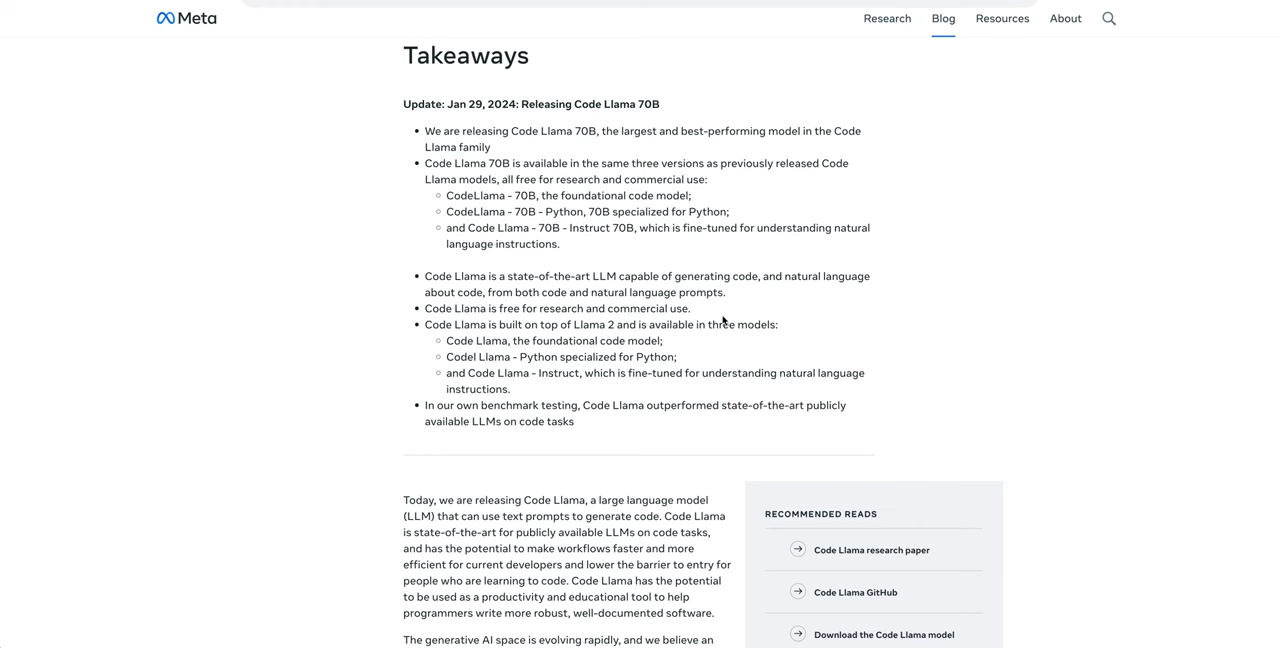 Meta
Research Blog Resources About
Takeaways
Update: Jan 29, 2024: Releasing Code Llama 70B
We are releasing Code Llama 70B, the largest and best-performing model in the Code
Llama family
Code Llama 70B is available in the same three versions as previously released Code
Llama models, all free for research and commercial use:
CodeLlama - 70B, the foundational code model;
CodeLlama - 70B - Python, 70B specialized for Python;
and Code Llama - 70B - Instruct 70B, which is fine-tuned for understanding natural
language instructions.
Code Llama is a state-of-the-art LLM capable of generating code, and natural language
about code, from both code and natural language prompts.
Code Llama is free for research and commercial use.
Code Llama is built on top of Llama 2 and is available in three models:
Code Llama, the foundational code model;
Codel Llama - Python specialized for Python;
and Code Llama - Instruct, which is fine-tuned for understanding natural language
instructions.
In our own benchmark testing, Code Llama outperformed state-of-the-art publicly
available LLMs on code tasks
Today, we are releasing Code Llama, a large language model
(LLM) that can use text prompts to generate code. Code Llama
is state-of-the-art for publicly available LLMs on code tasks,
and has the potential to make workflows faster and more
efficient for current developers and lower the barrier to entry for
people who are learning to code. Code Llama has the potential
to be used as a productivity and educational tool to help
programmers write more robust, well-documented software.
The generative AI space is evolving rapidly, and we believe an
RECOMMENDED READS
Code Llama research paper
Code Llama GitHub
Download the Code Llama model